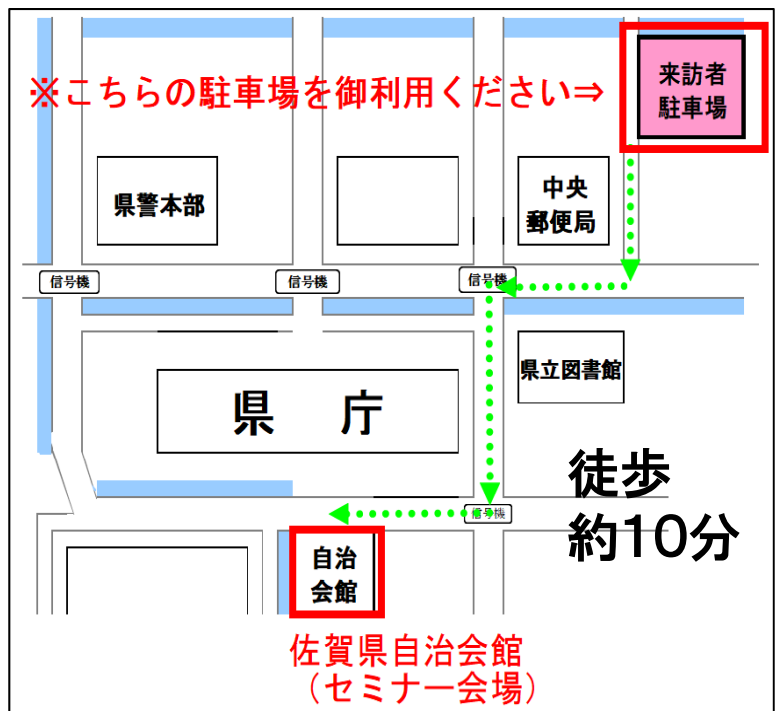 来訪者
駐車場
※こちらの駐車場を御利用ください⇒
県警本部
中央
郵便局
信号機
信号機
信号機
県立図書館
県　庁
徒歩
約10分
信号機
自治
会館
佐賀県自治会館
（セミナー会場）